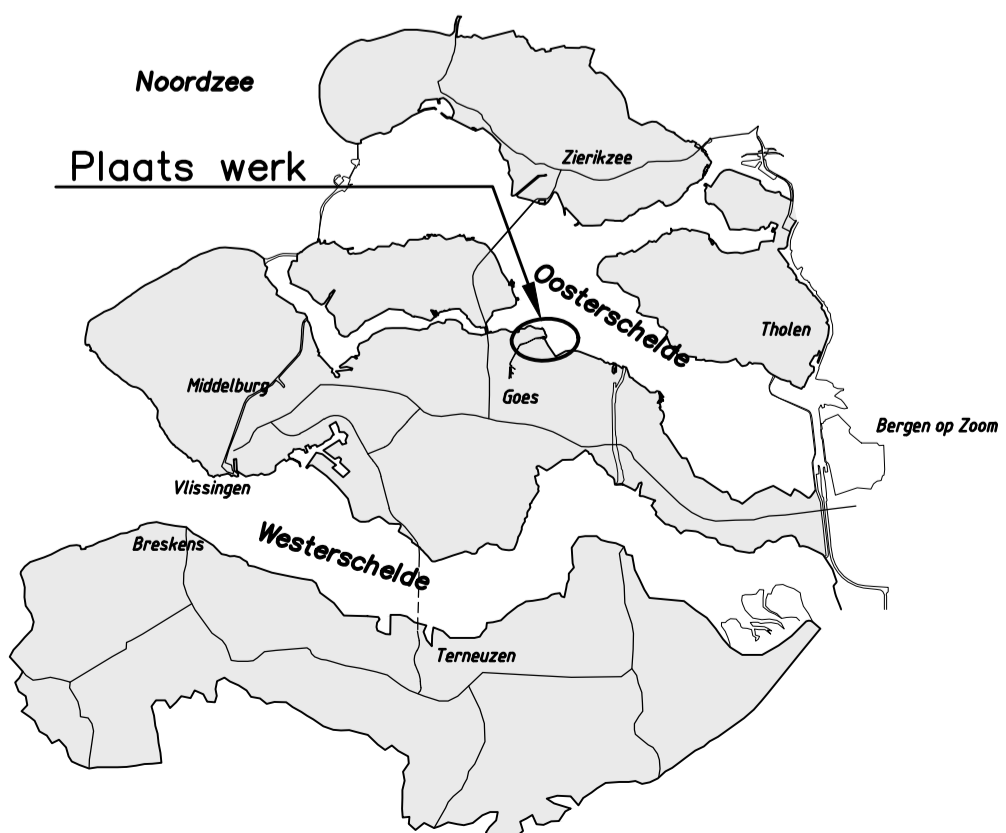 Noordzee
Zierikzee
Plaats werk
Oosterschelde
Tholen
Middelburg
Goes
Bergen op Zoom
Vlissingen
Westerschelde
Breskens
Terneuzen